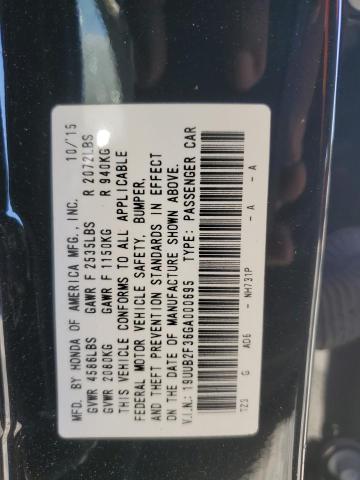 MFD. BY HONDA OF AMERICA MFG., INC. 10/'15
GVWR 4586LBS GAWR F 2535LBS R 2072LBS
GVWR 2080KG GAWR F 1150KG R 940KG
THIS VEHICLE CONFORMS TO ALL APPLICABLE
FEDERAL MOTOR VEHICLE SAFETY, BUMPER,
AND THEFT PREVENTION STANDARDS IN EFFECT
ON THE DATE OF MANUFACTURE SHOWN ABOVE.
V.I.N.: 19UUB2F36GA000695 TYPE: PASSENGER CAR
T23 G AD6 - NH731P - A - A